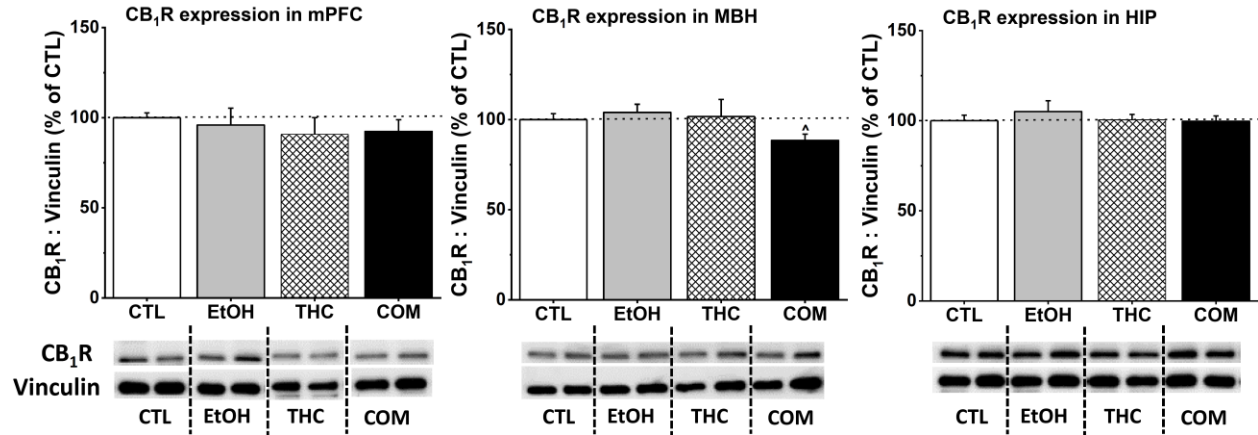 CB₁R expression in mPFC
CB₁R : Vinculin (% of CTL)
150
100
50
0
CTL EtOH THC COM
CB₁R expression in MBH
CB₁R : Vinculin (% of CTL)
150
100
50
0
^
CTL EtOH THC COM
CB₁R expression in HIP
CB₁R : Vinculin (% of CTL)
150
100
50
0
CTL EtOH THC COM
CB₁R
Vinculin
CTL EtOH THC COM
CTL EtOH THC COM
CTL EtOH THC COM